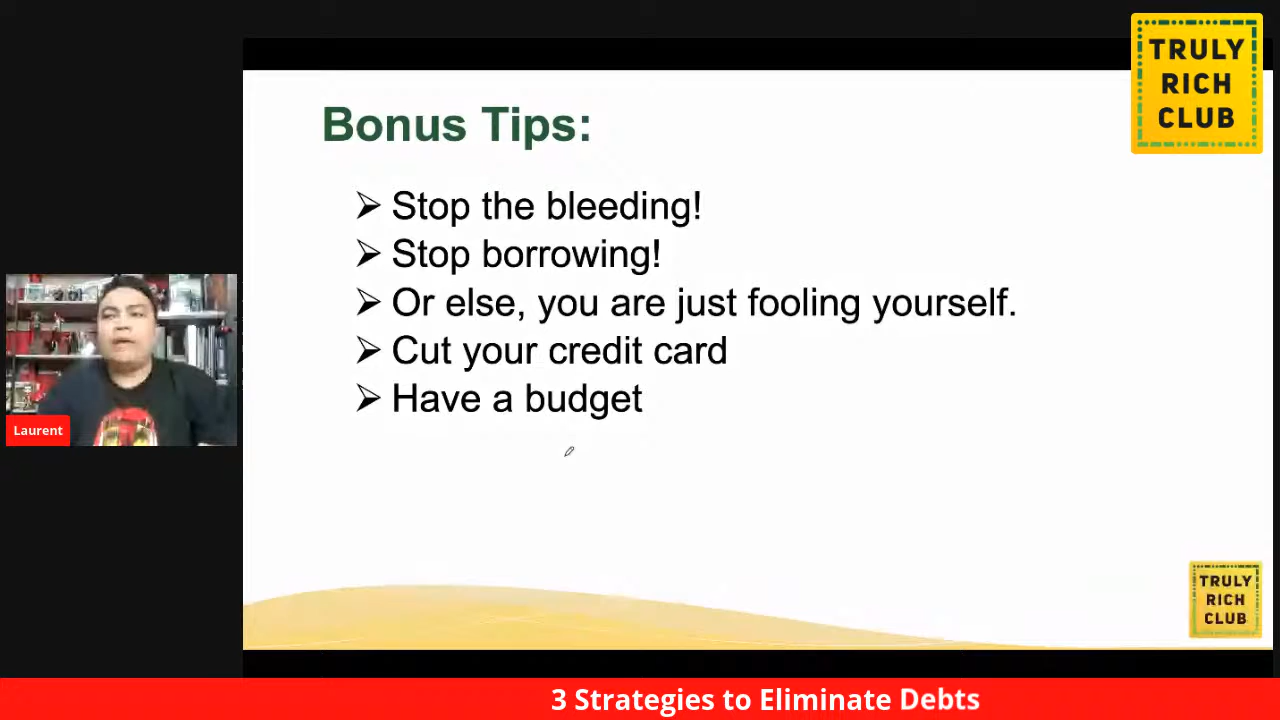 TRULY
RICH
CLUB
Bonus Tips:
Stop the bleeding!
Stop borrowing!
Or else, you are just fooling yourself.
Cut your credit card
Have a budget
Laurent
TRULY
RICH
CLUB
3 Strategies to Eliminate Debts